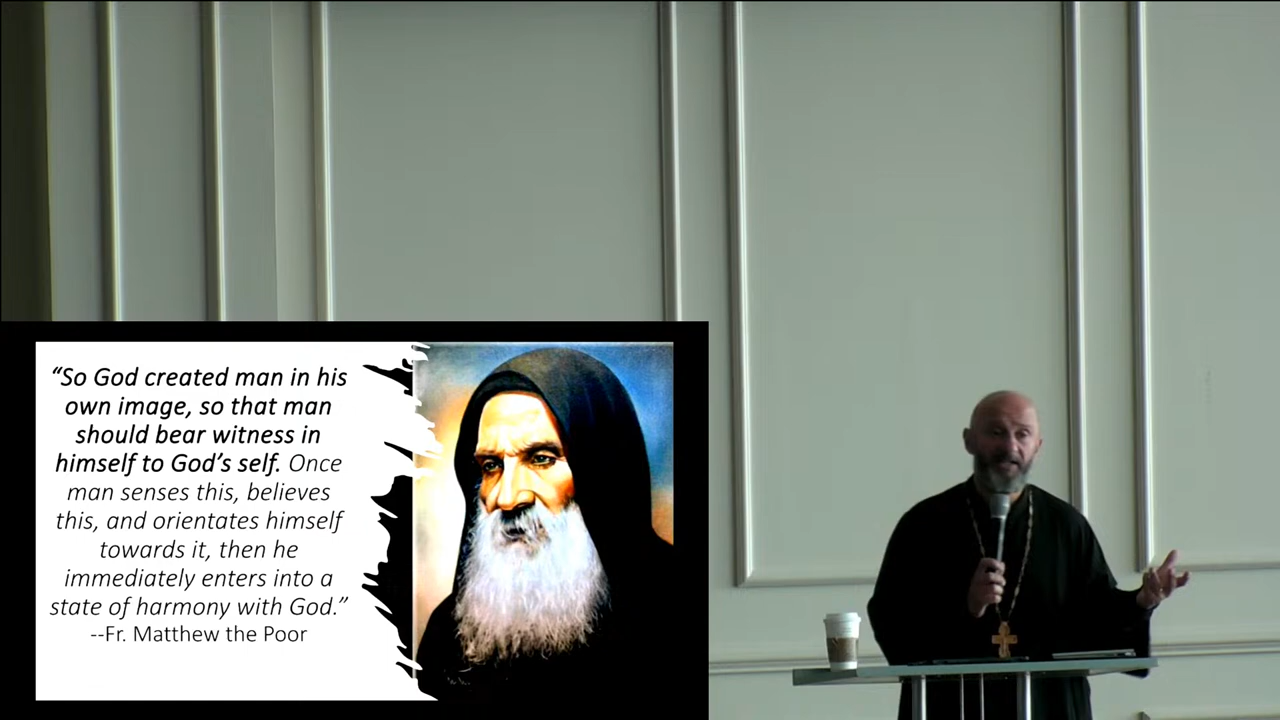 “So God created man in his
own image, so that man
should bear witness in
himself to God’s self. Once
man senses this, believes
this, and orientates himself
towards it, then he
immediately enters into a
state of harmony with God.”
--Fr. Matthew the Poor